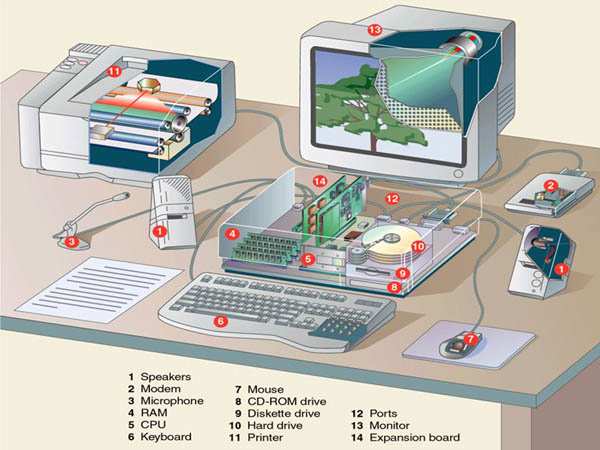 13
11
14
2
12
1
3
4
10
5
1
9
8
6
7
1 Speakers
2 Modem
3 Microphone
4 RAM
5 CPU
6 Keyboard
7 Mouse
8 CD-ROM drive
9 Diskette drive
10 Hard drive
11 Printer
12 Ports
13 Monitor
14 Expansion board